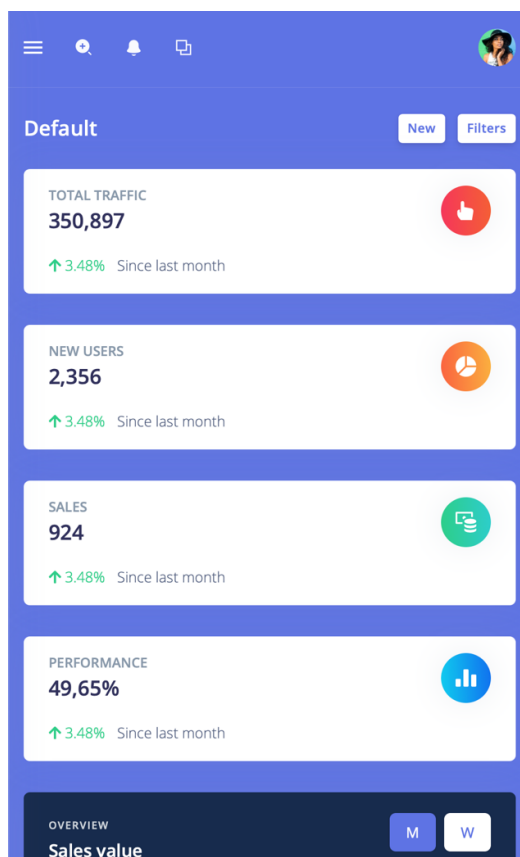 Default
New Filters
TOTAL TRAFFIC
350,897
3.48% Since last month
NEW USERS
2,356
3.48% Since last month
SALES
924
3.48% Since last month
PERFORMANCE
49,65%
3.48% Since last month
OVERVIEW
Sales value
M W